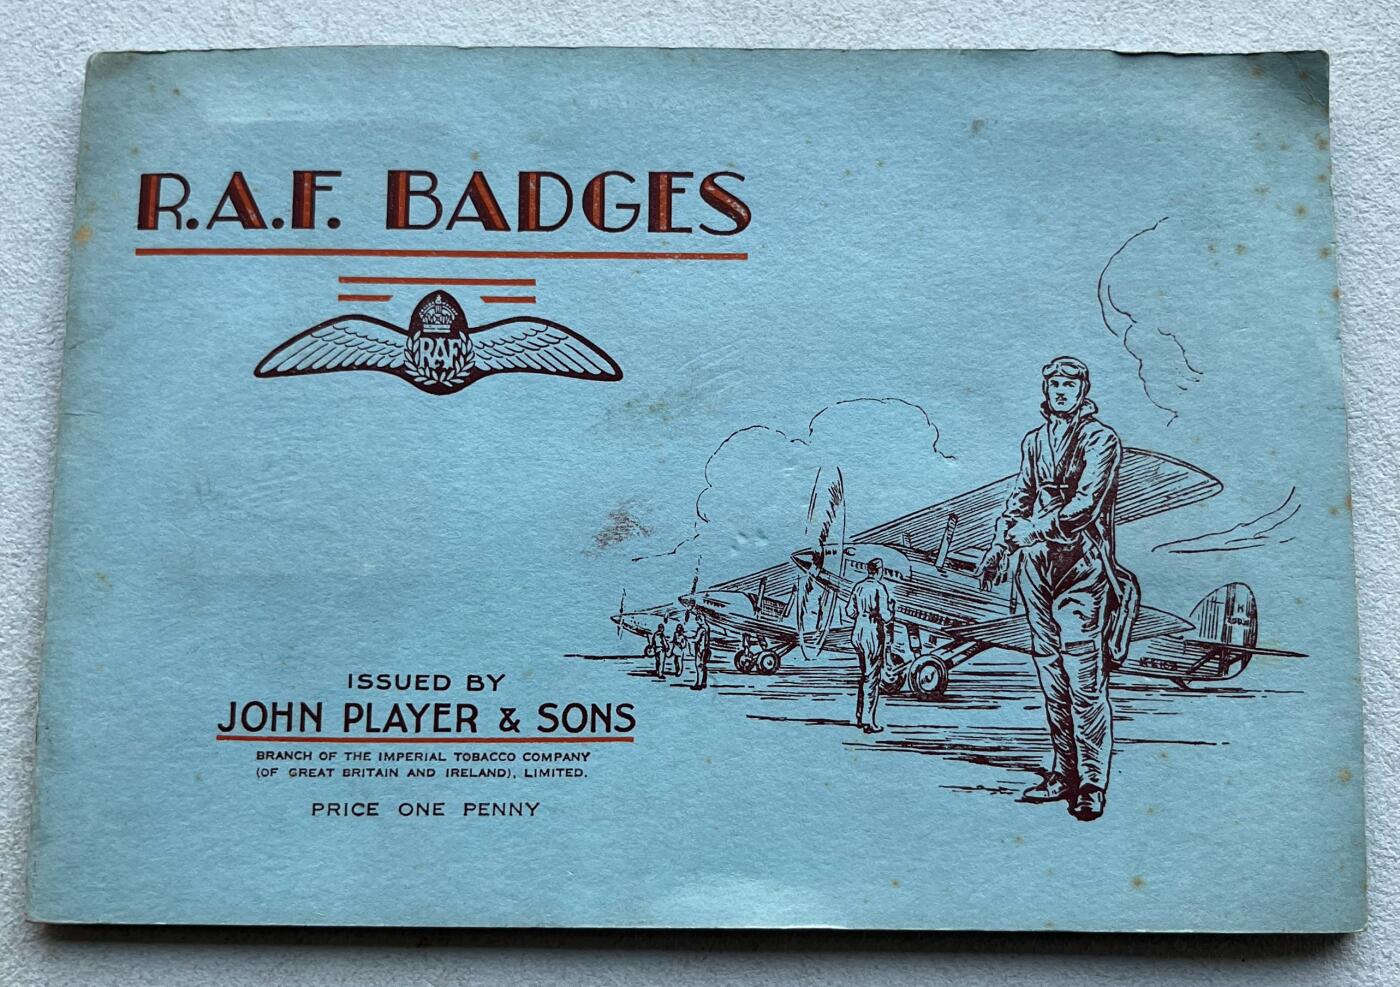 R.A.F. BADGES
RAF
ISSUED BY
JOHN PLAYER & SONS
BRANCH OF THE IMPERIAL TOBACCO COMPANY
(OF GREAT BRITAIN AND IRELAND), LIMITED.
PRICE ONE PENNY
K